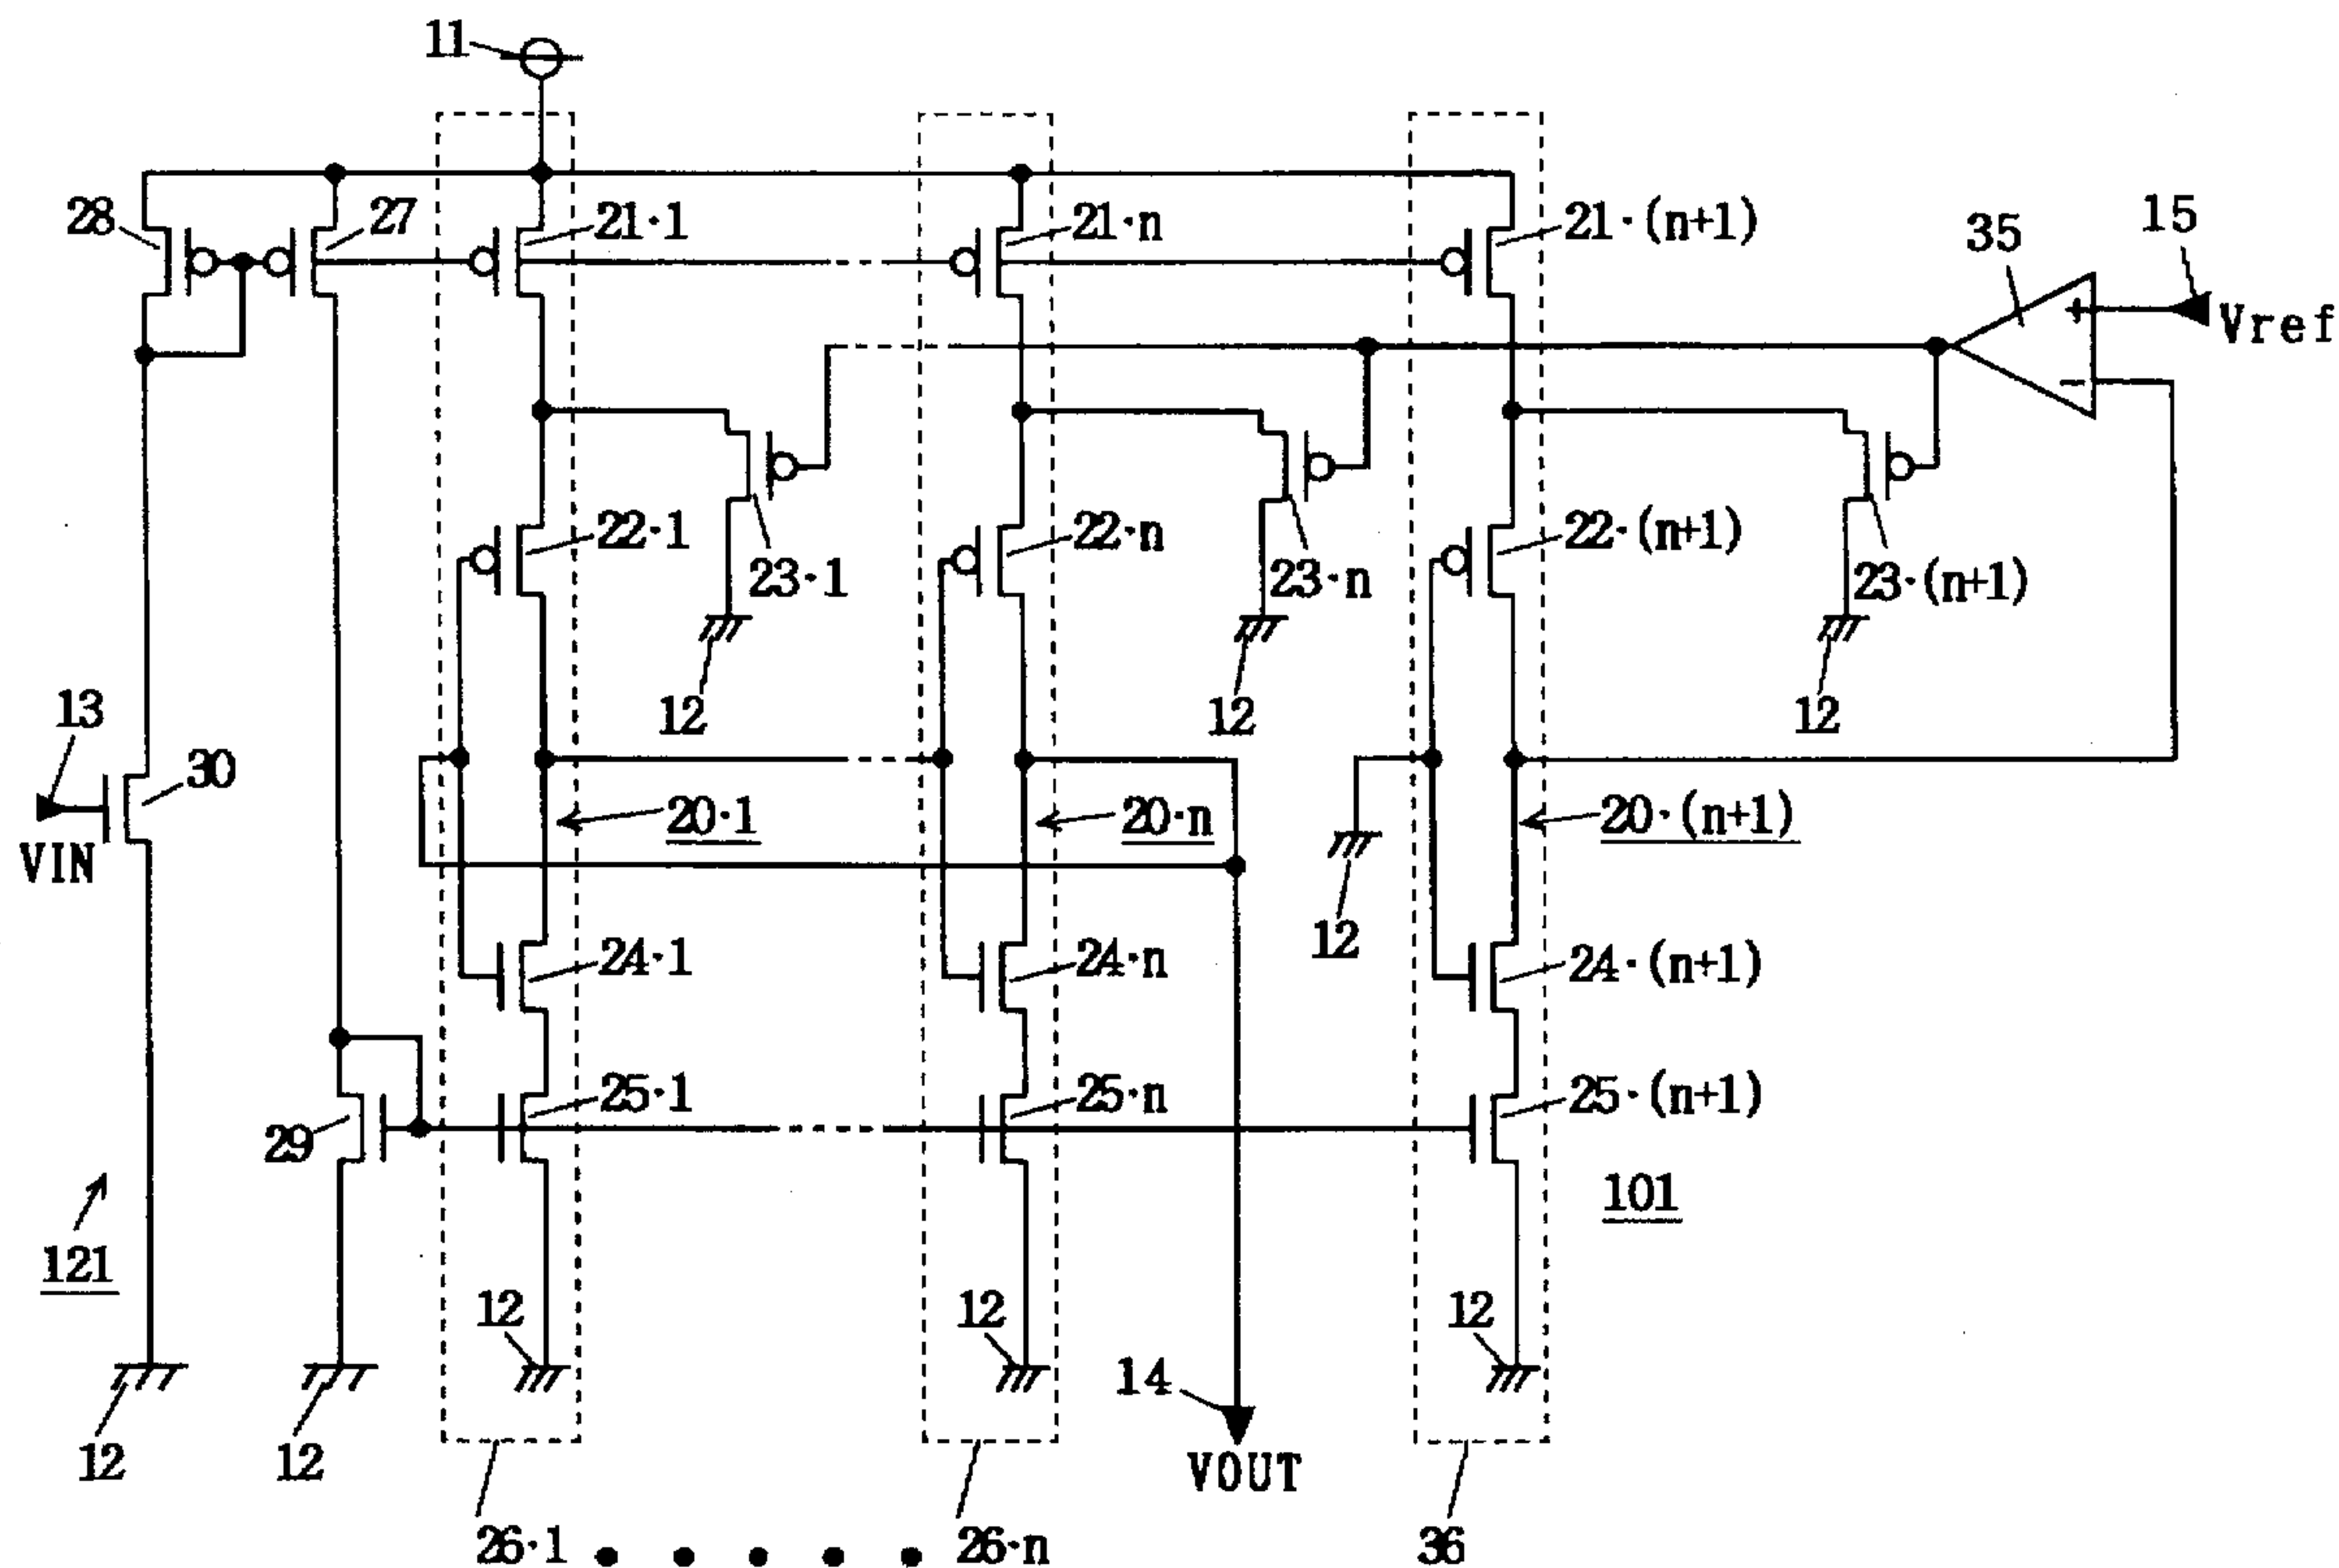 11
28
27
21·1
21·n
21·(n+1)
35
15
+
Vref
−
22·1
23·1
22·n
23·n
22·(n+1)
23·(n+1)
12
12
12
13
30
VIN
20·1
20·n
20·(n+1)
12
24·1
24·n
24·(n+1)
25·1
25·n
25·(n+1)
29
101
121
12
12
12
14
12
12
VOUT
26·1 • • • • • 26·n
36